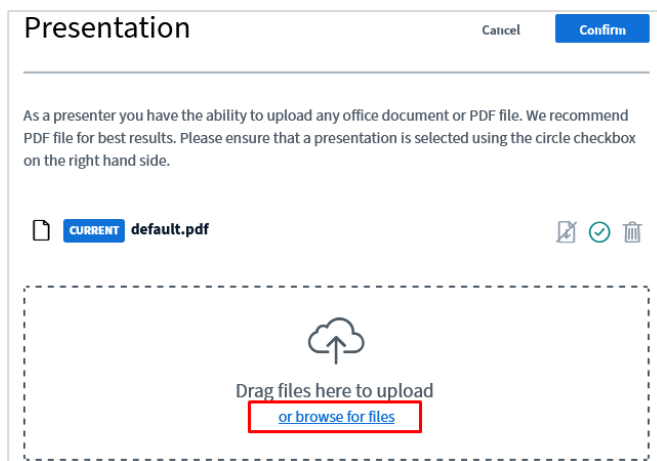 Presentation
Cancel
Confirm
As a presenter you have the ability to upload any office document or PDF file. We recommend
PDF file for best results. Please ensure that a presentation is selected using the circle checkbox
on the right hand side.
CURRENT default.pdf
Drag files here to upload
or browse for files